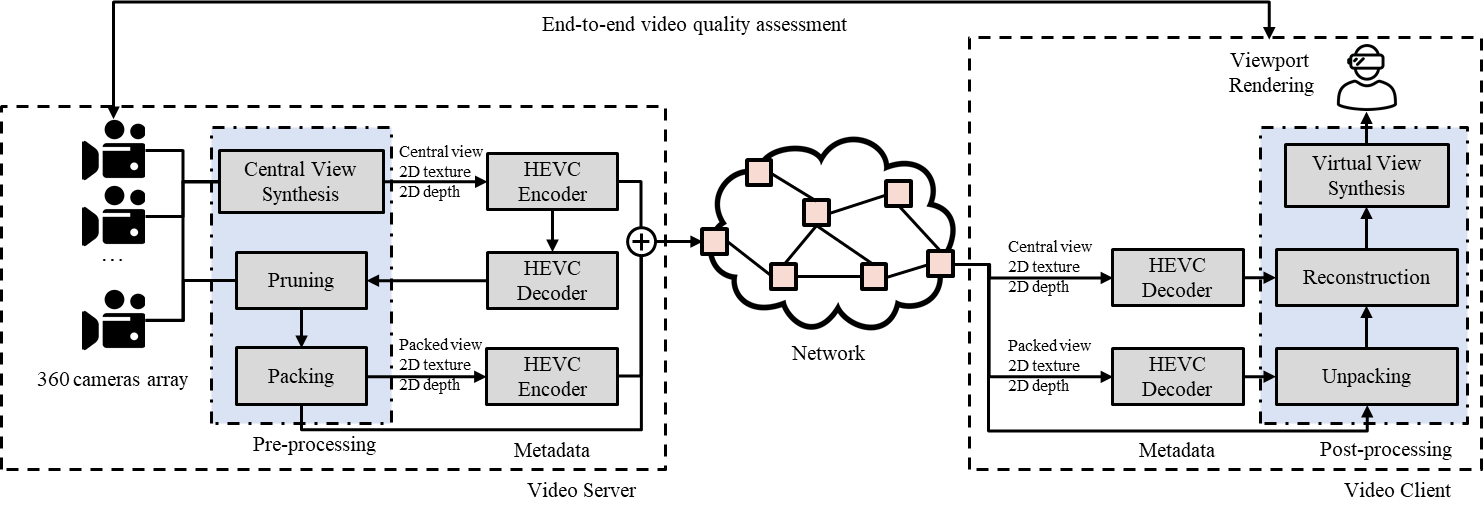 End-to-end video quality assessment
360 cameras array
...
Central View
Synthesis
Pruning
Packing
Pre-processing
Central view
2D texture
2D depth
HEVC
Encoder
HEVC
Decoder
Packed view
2D texture
2D depth
HEVC
Encoder
Metadata
Video Server
Network
Viewport
Rendering
Central view
2D texture
2D depth
HEVC
Decoder
Packed view
2D texture
2D depth
HEVC
Decoder
Metadata
Virtual View
Synthesis
Reconstruction
Unpacking
Post-processing
Video Client